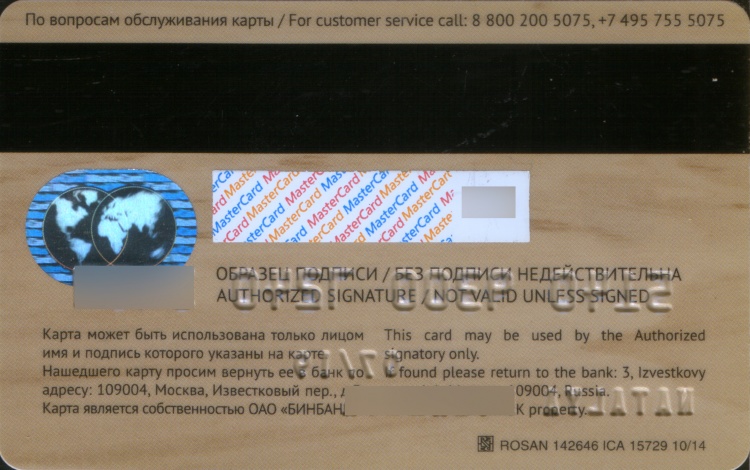 По вопросам обслуживания карты / For customer service call: 8 800 200 5075, +7 495 755 5075
MasterCard MasterCard MasterCard
ОБРАЗЕЦ ПОДПИСИ / БЕЗ ПОДПИСИ НЕДЕЙСТВИТЕЛЬНА
AUTHORIZED SIGNATURE / NOT VALID UNLESS SIGNED
Карта может быть использована только лицом
имя и подпись которого указаны на карте.
Нашедшего карту просим вернуть ее в банк по
адресу: 109004, Москва, Известковый пер., д
Карта является собственностью ОАО «БИНБАН
This card may be used by the Authorized
signatory only.
If found please return to the bank: 3, Izvestkovy
09004, Russia.
K property.
ROSAN 142646 ICA 15729 10/14